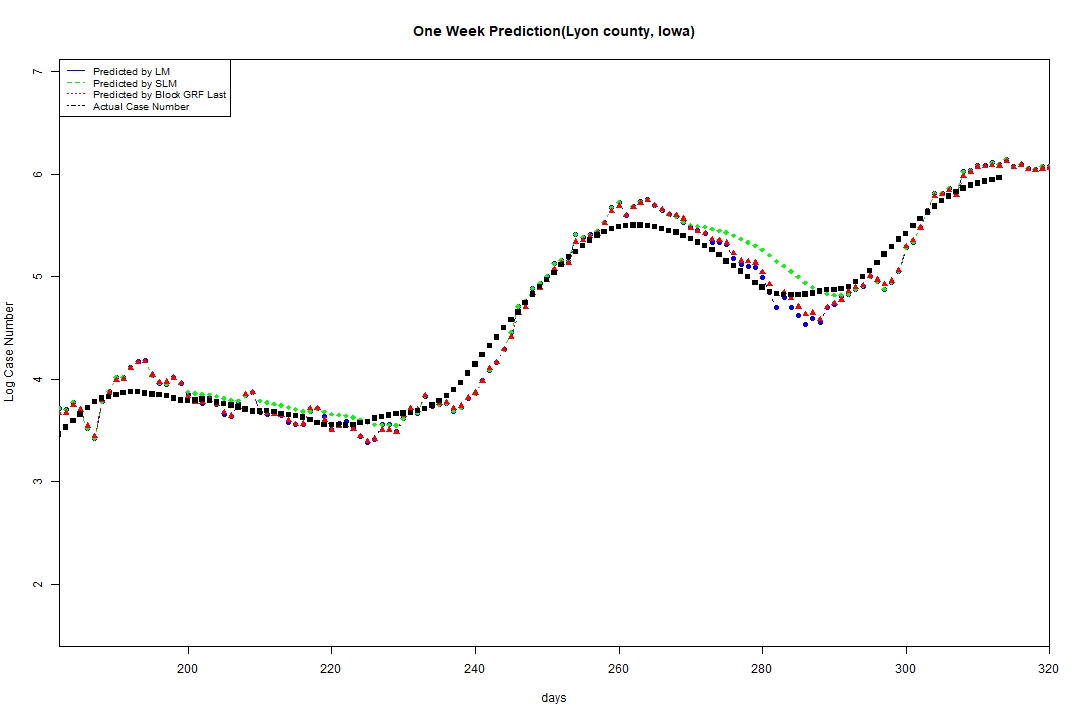 One Week Prediction(Lyon county, Iowa)
Predicted by LM
Predicted by SLM
Predicted by Block GRF Last
Actual Case Number
7
6
5
4
3
2
Log Case Number
200 220 240 260 280 300 320
days